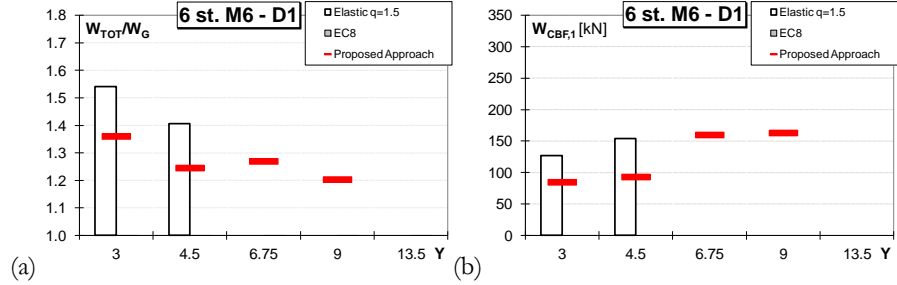 6 st. M6 - D1
W_TOT/W_G
Elastic q=1.5
EC8
Proposed Approach
1.8
1.7
1.6
1.5
1.4
1.3
1.2
1.1
1.0
3 4.5 6.75 9 13.5 Y
(a)
6 st. M6 - D1
W_CBF,1 [kN]
Elastic q=1.5
EC8
Proposed Approach
350
300
250
200
150
100
50
0
3 4.5 6.75 9 13.5 Y
(b)